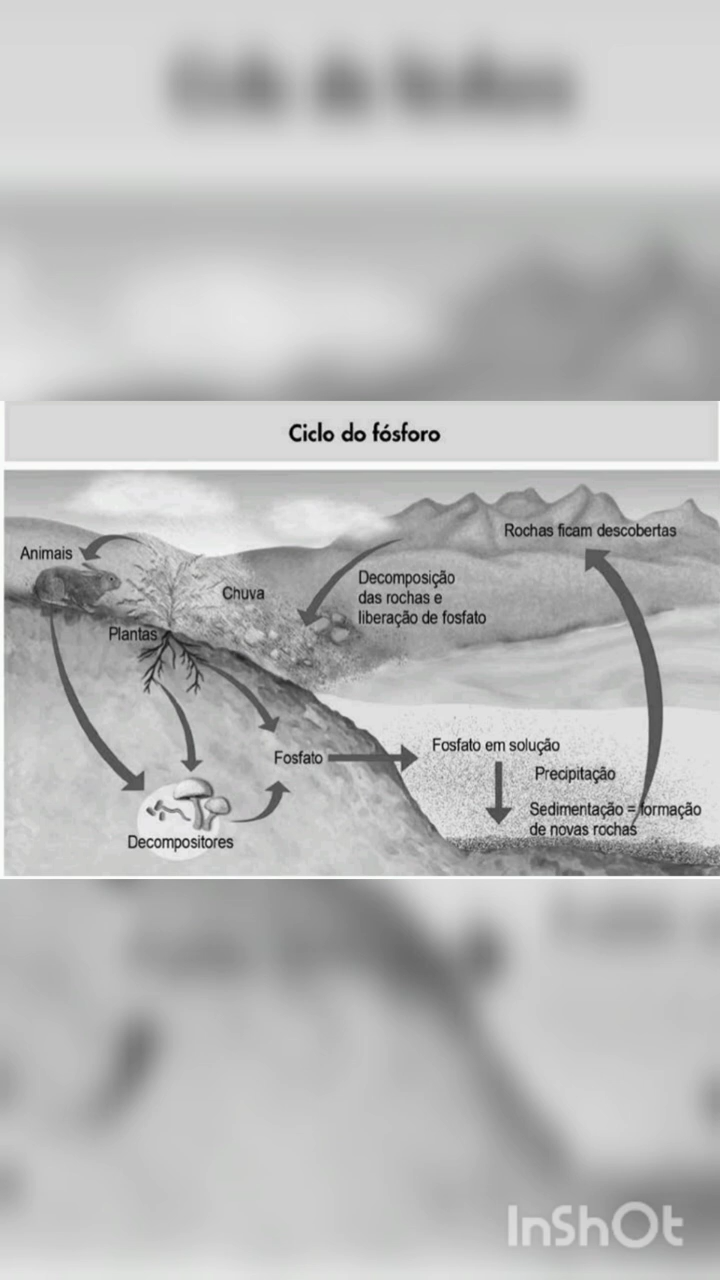 Ciclo do fósforo
Rochas ficam descobertas
Animais
Decomposição
das rochas e
liberação de fosfato
Chuva
Plantas
Fosfato em solução
Fosfato
Precipitação
Sedimentação = formação
de novas rochas
Decompositores
InShOt